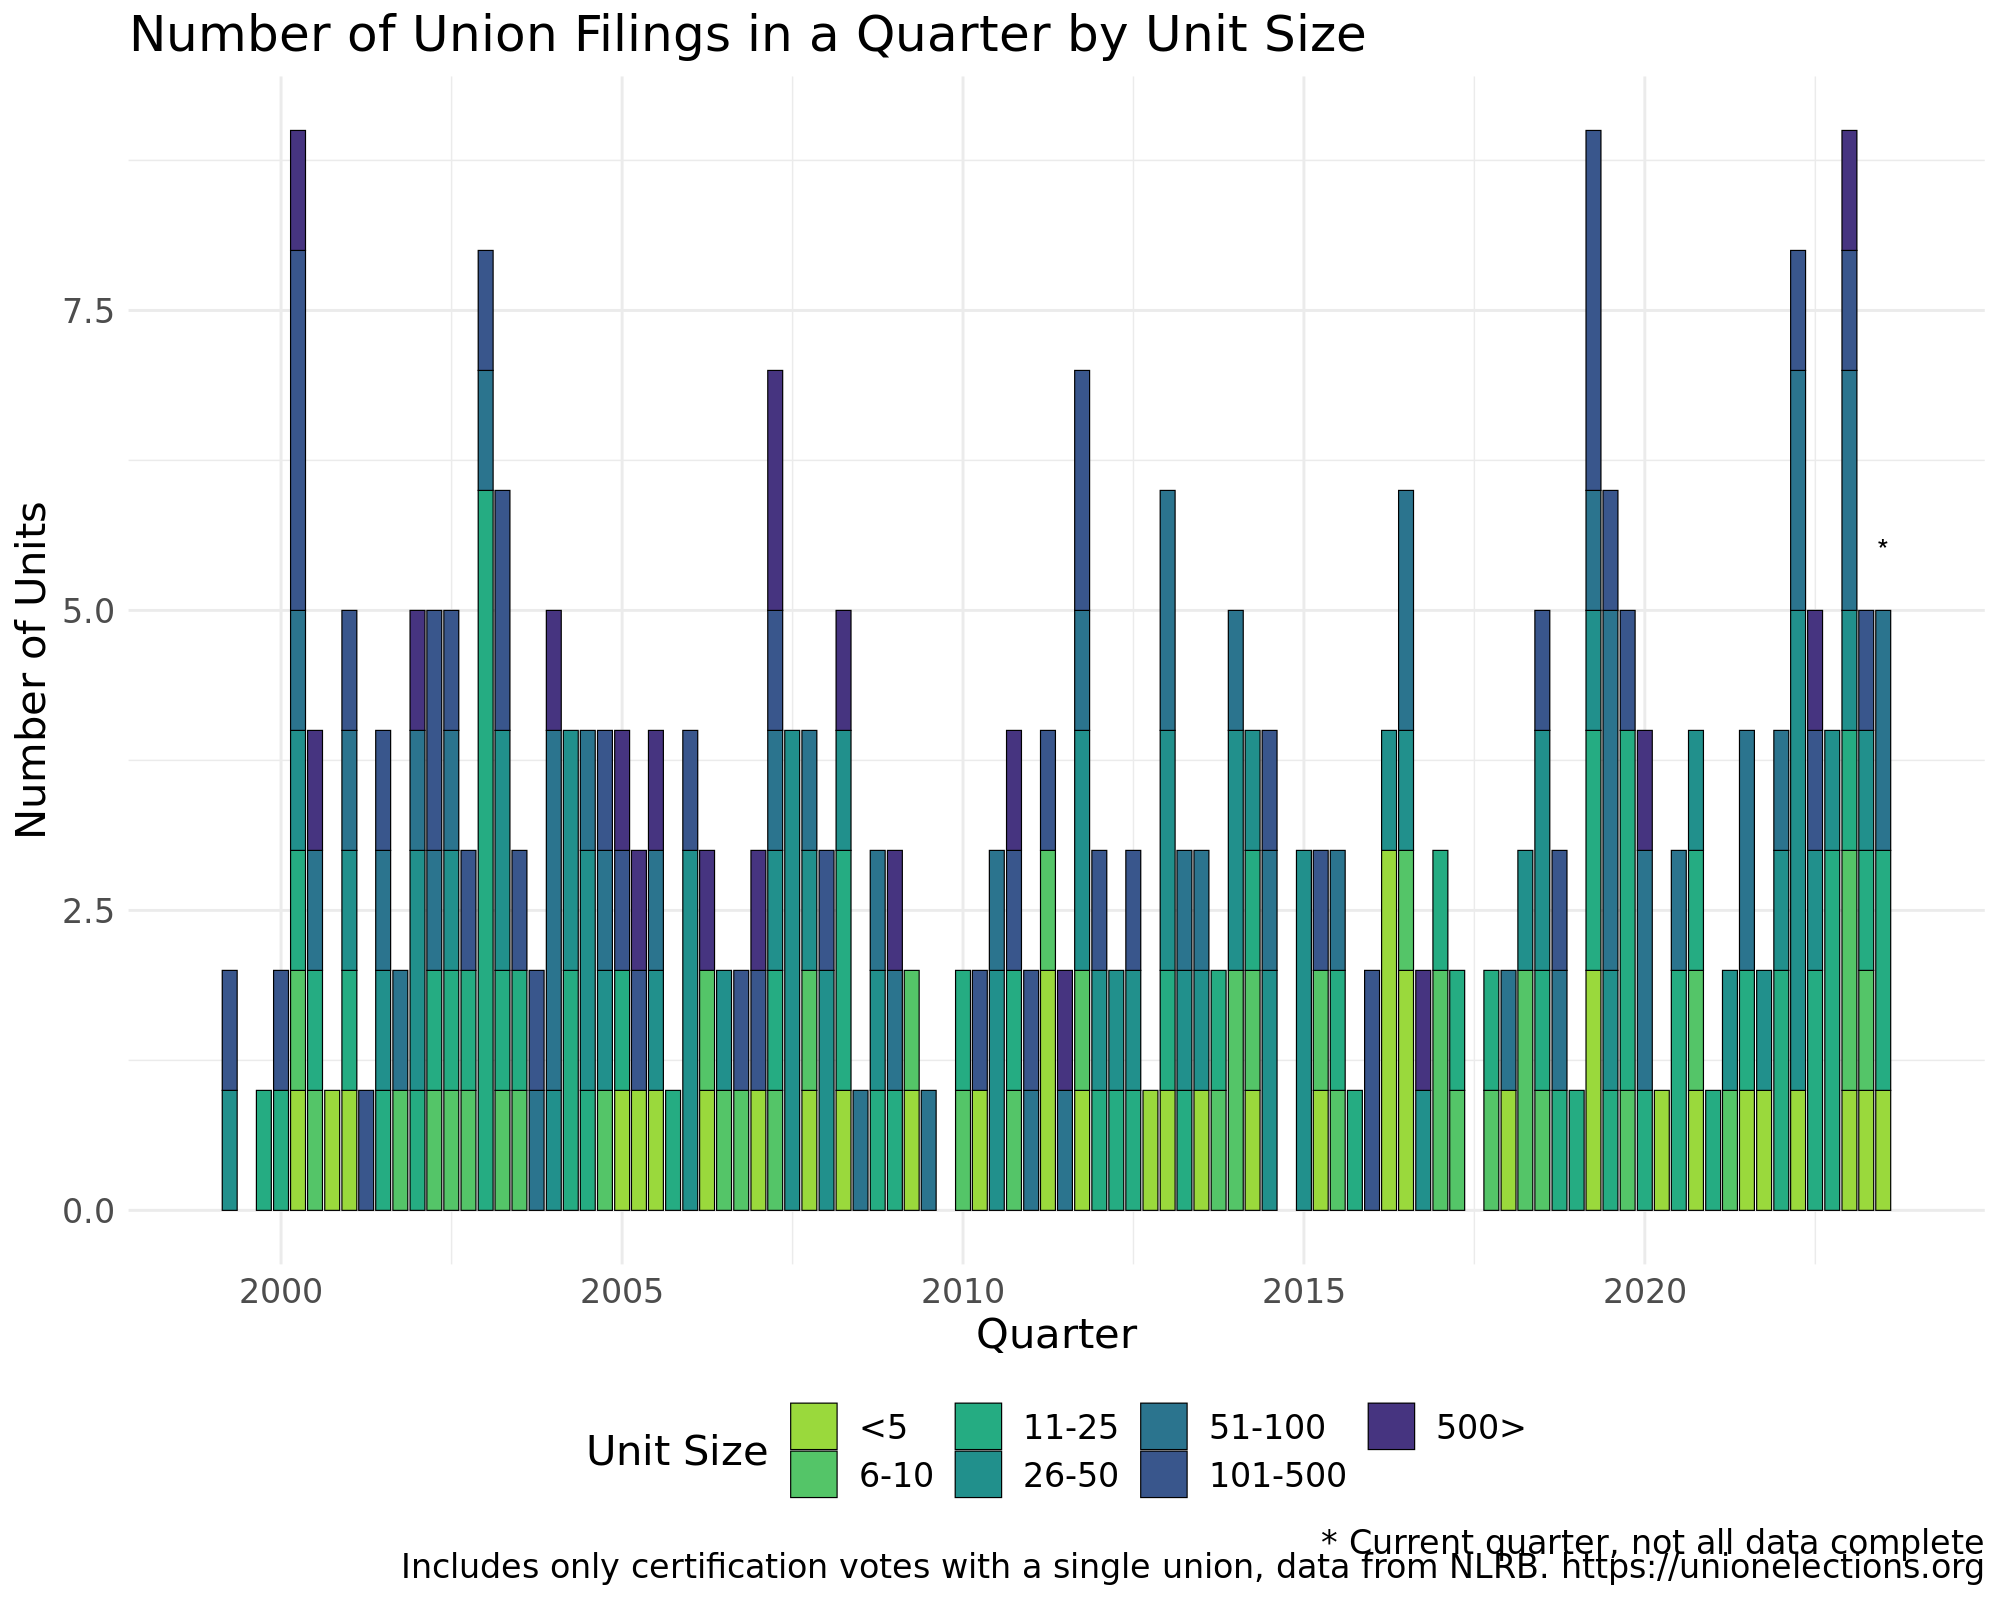 Number of Union Filings in a Quarter by Unit Size
Number of Units
7.5
5.0
2.5
0.0
*
2000 2005 2010 2015 2020
Quarter
Unit Size
<5 11-25 51-100 500>
6-10 26-50 101-500
* Current quarter, not all data complete
Includes only certification votes with a single union, data from NLRB. https://unionelections.org